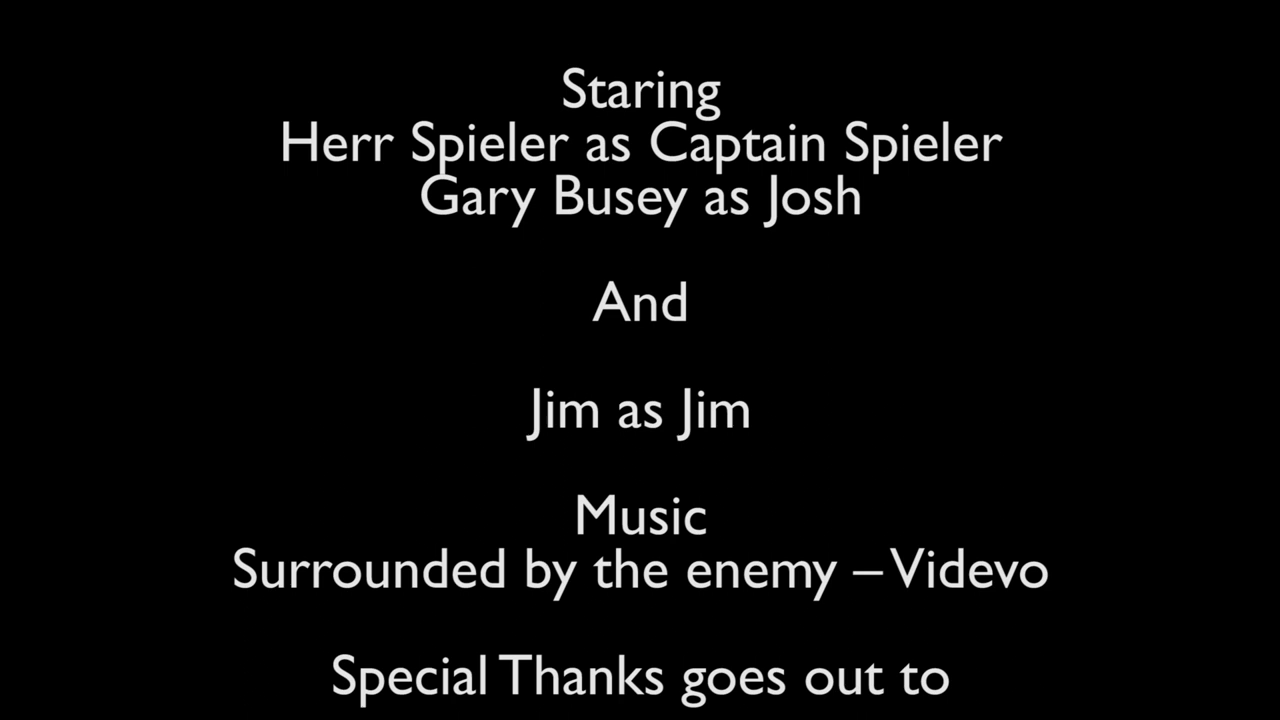 Staring
Herr Spieler as Captain Spieler
Gary Busey as Josh
And
Jim as Jim
Music
Surrounded by the enemy – Videvo
Special Thanks goes out to